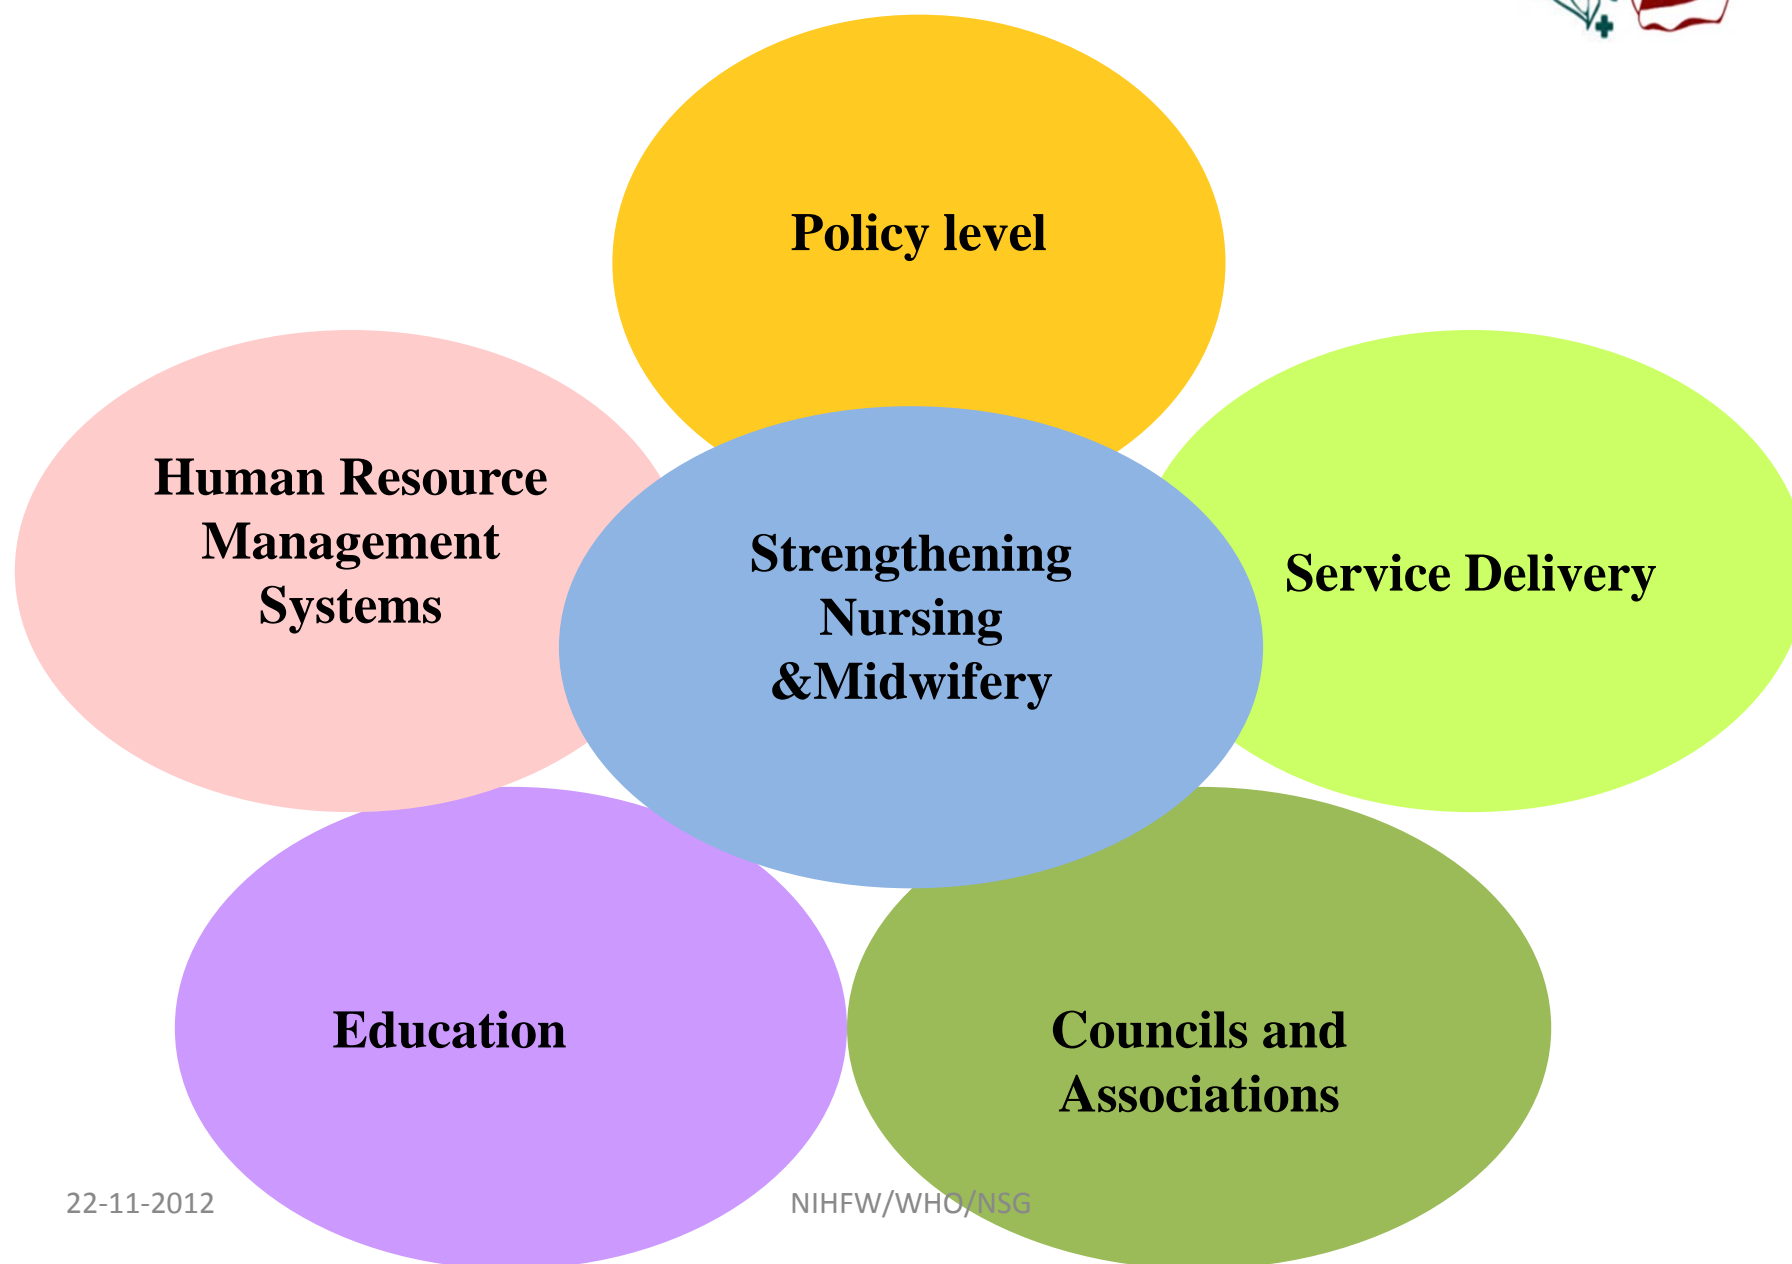 Policy level
Human Resource
Management
Systems
Strengthening
Nursing
&Midwifery
Service Delivery
Education
Councils and
Associations
22-11-2012
NIHFW/WHO/NSG